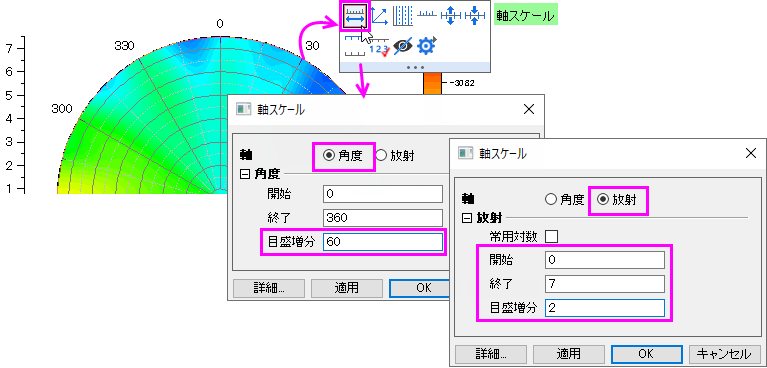 0
330
30
300
7
6
5
4
3
2
1
1 2 3
軸スケール
-3082
軸スケール
軸
角度
放射
角度
開始
0
終了
360
目盛増分
60
詳細...
適用
OK
軸スケール
軸
角度
放射
放射
常用対数
開始
0
終了
7
目盛増分
2
詳細...
適用
OK
キャンセル